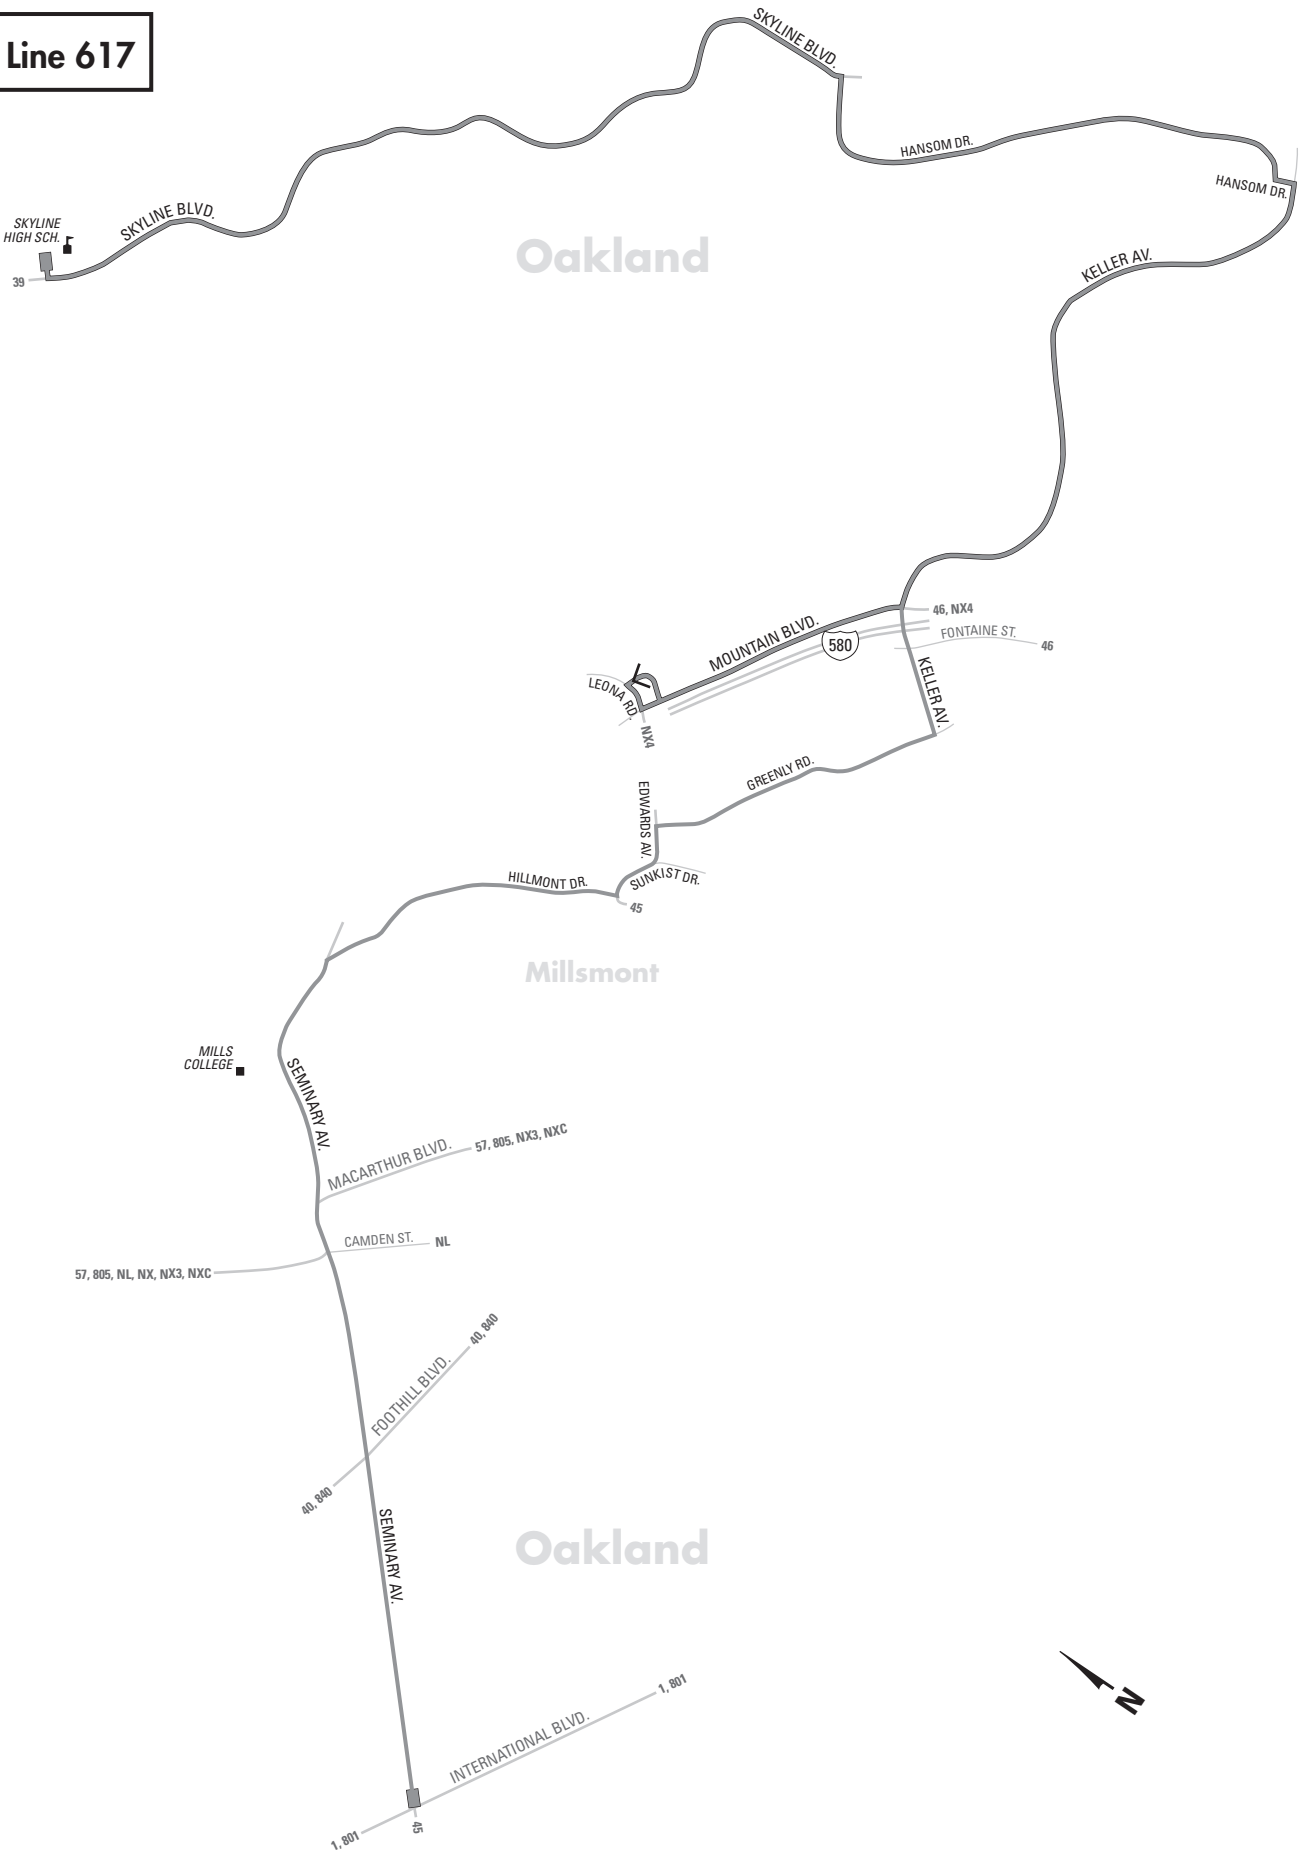 Line 617
SKYLINE BLVD.
HANSOM DR.
HANSOM DR.
SKYLINE BLVD.
SKYLINE
HIGH SCH.
39
Oakland
KELLER AV.
46, NX4
MOUNTAIN BLVD.
580
FONTAINE ST.
46
LEONA RD.
KELLER AV.
NX4
GREENLY RD.
EDWARDS AV.
HILLMONT DR.
SUNKIST DR.
45
Millsmont
MILLS
COLLEGE
SEMINARY AV.
MACARTHUR BLVD.
57, 805, NX3, NXC
CAMDEN ST.
NL
57, 805, NL, NX, NX3, NXC
40, 840
FOOTHILL BLVD.
40, 840
SEMINARY AV.
Oakland
1, 801
INTERNATIONAL BLVD.
N
1, 801
45